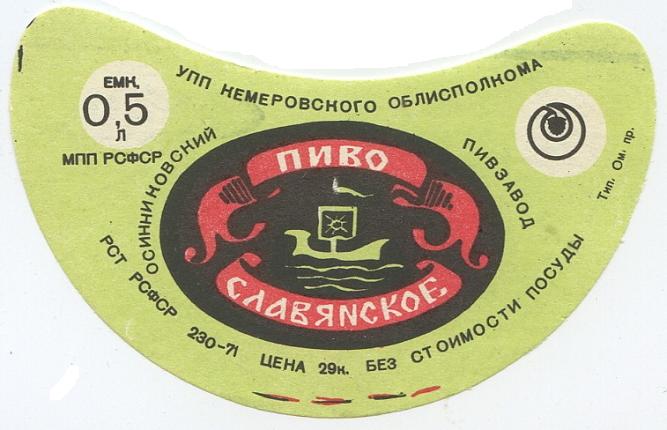 УПП КЕМЕРОВСКОГО ОБЛИСПОЛКОМА
ЕМК.
0,5
л
МПП РСФСР
ОСИННИКОВСКИЙ
ПИВЗАВОД
ПИВО
СЛАВЯNСКОЕ
РСТ РСФСР 230-71 ЦЕНА 29к. БЕЗ СТОИМОСТИ ПОСУДЫ
Тип. Ом. пр.